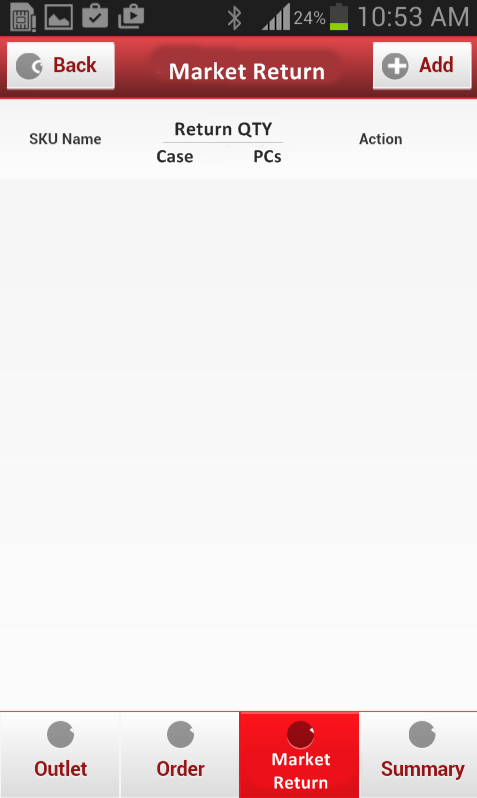 24% 10:53 AM
Back Market Return Add
SKU Name Return QTY Action
Case PCs
Outlet Order Market Return Summary